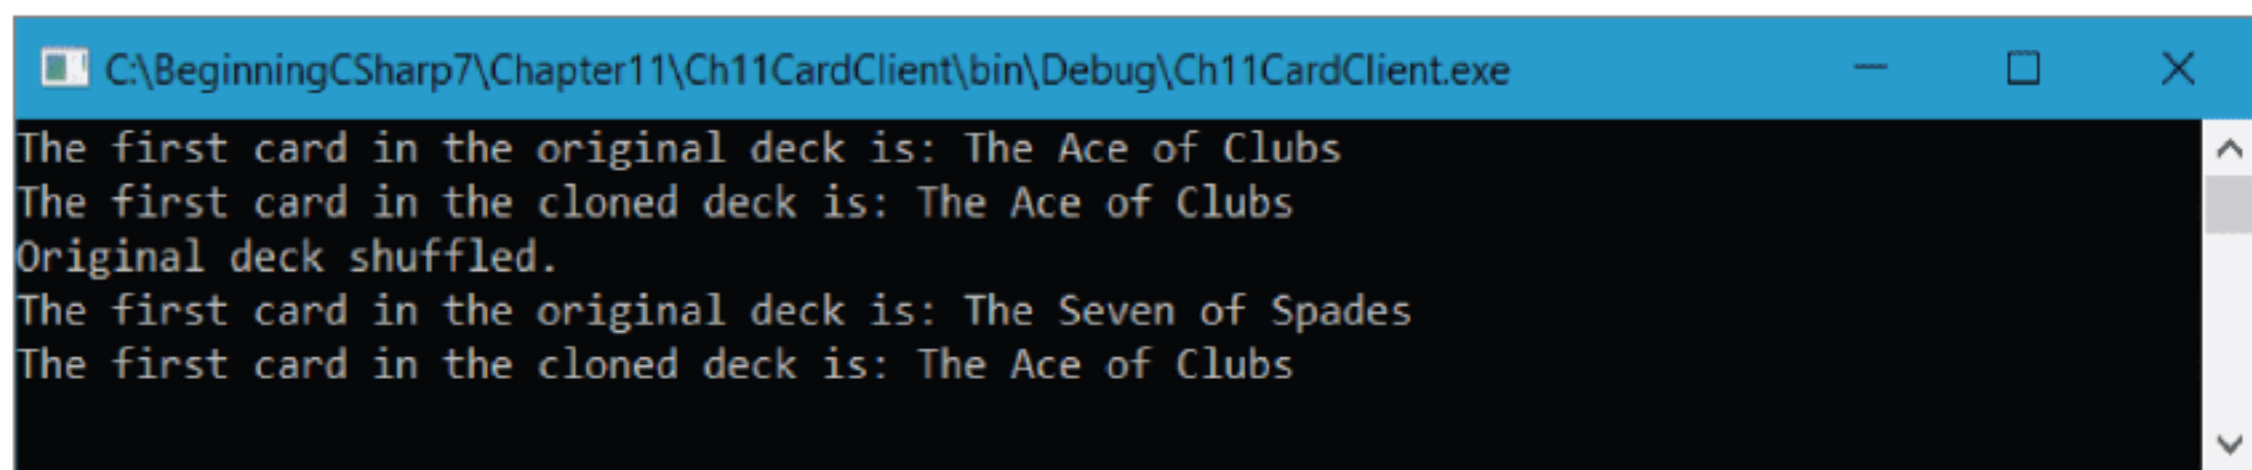 C:\BeginningCSharp7\Chapter11\Ch11CardClient\bin\Debug\Ch11CardClient.exe
The first card in the original deck is: The Ace of Clubs
The first card in the cloned deck is: The Ace of Clubs
Original deck shuffled.
The first card in the original deck is: The Seven of Spades
The first card in the cloned deck is: The Ace of Clubs